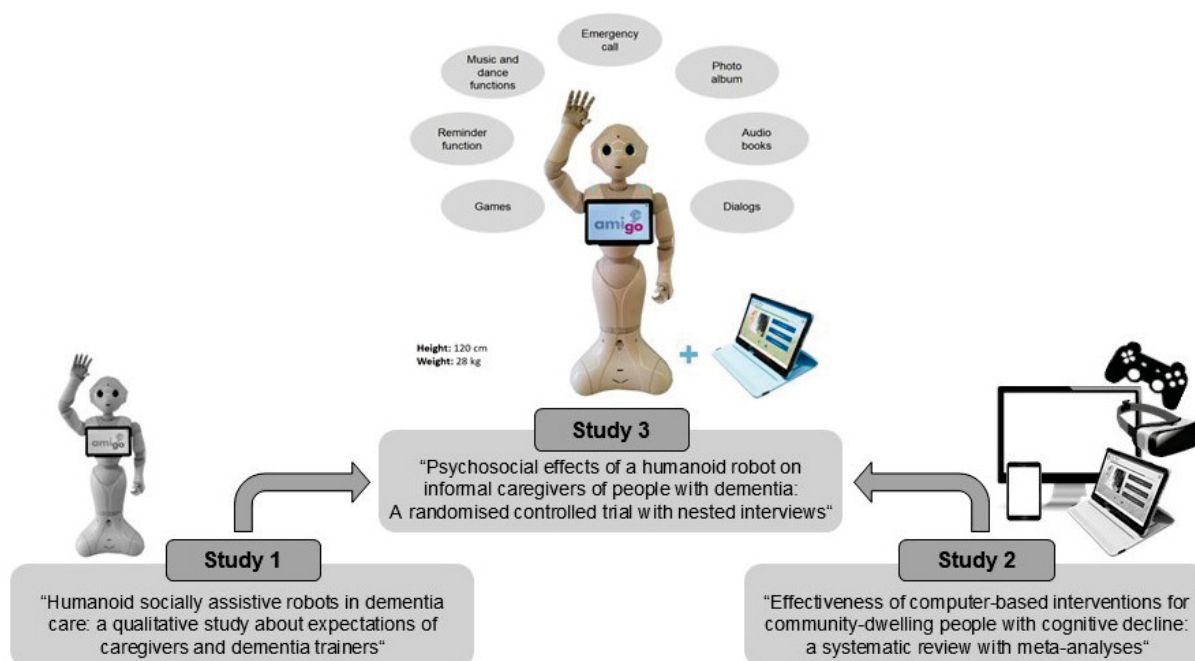 Emergency
call
Music and
dance
functions
Photo
album
Reminder
function
Audio
books
Games
Dialogs
amigo
Height: 120 cm
Weight: 28 kg
Study 3
“Psychosocial effects of a humanoid robot on
informal caregivers of people with dementia:
A randomised controlled trial with nested interviews“
amigo
Study 1
“Humanoid socially assistive robots in dementia
care: a qualitative study about expectations of
caregivers and dementia trainers“
Study 2
“Effectiveness of computer-based interventions for
community-dwelling people with cognitive decline:
a systematic review with meta-analyses“